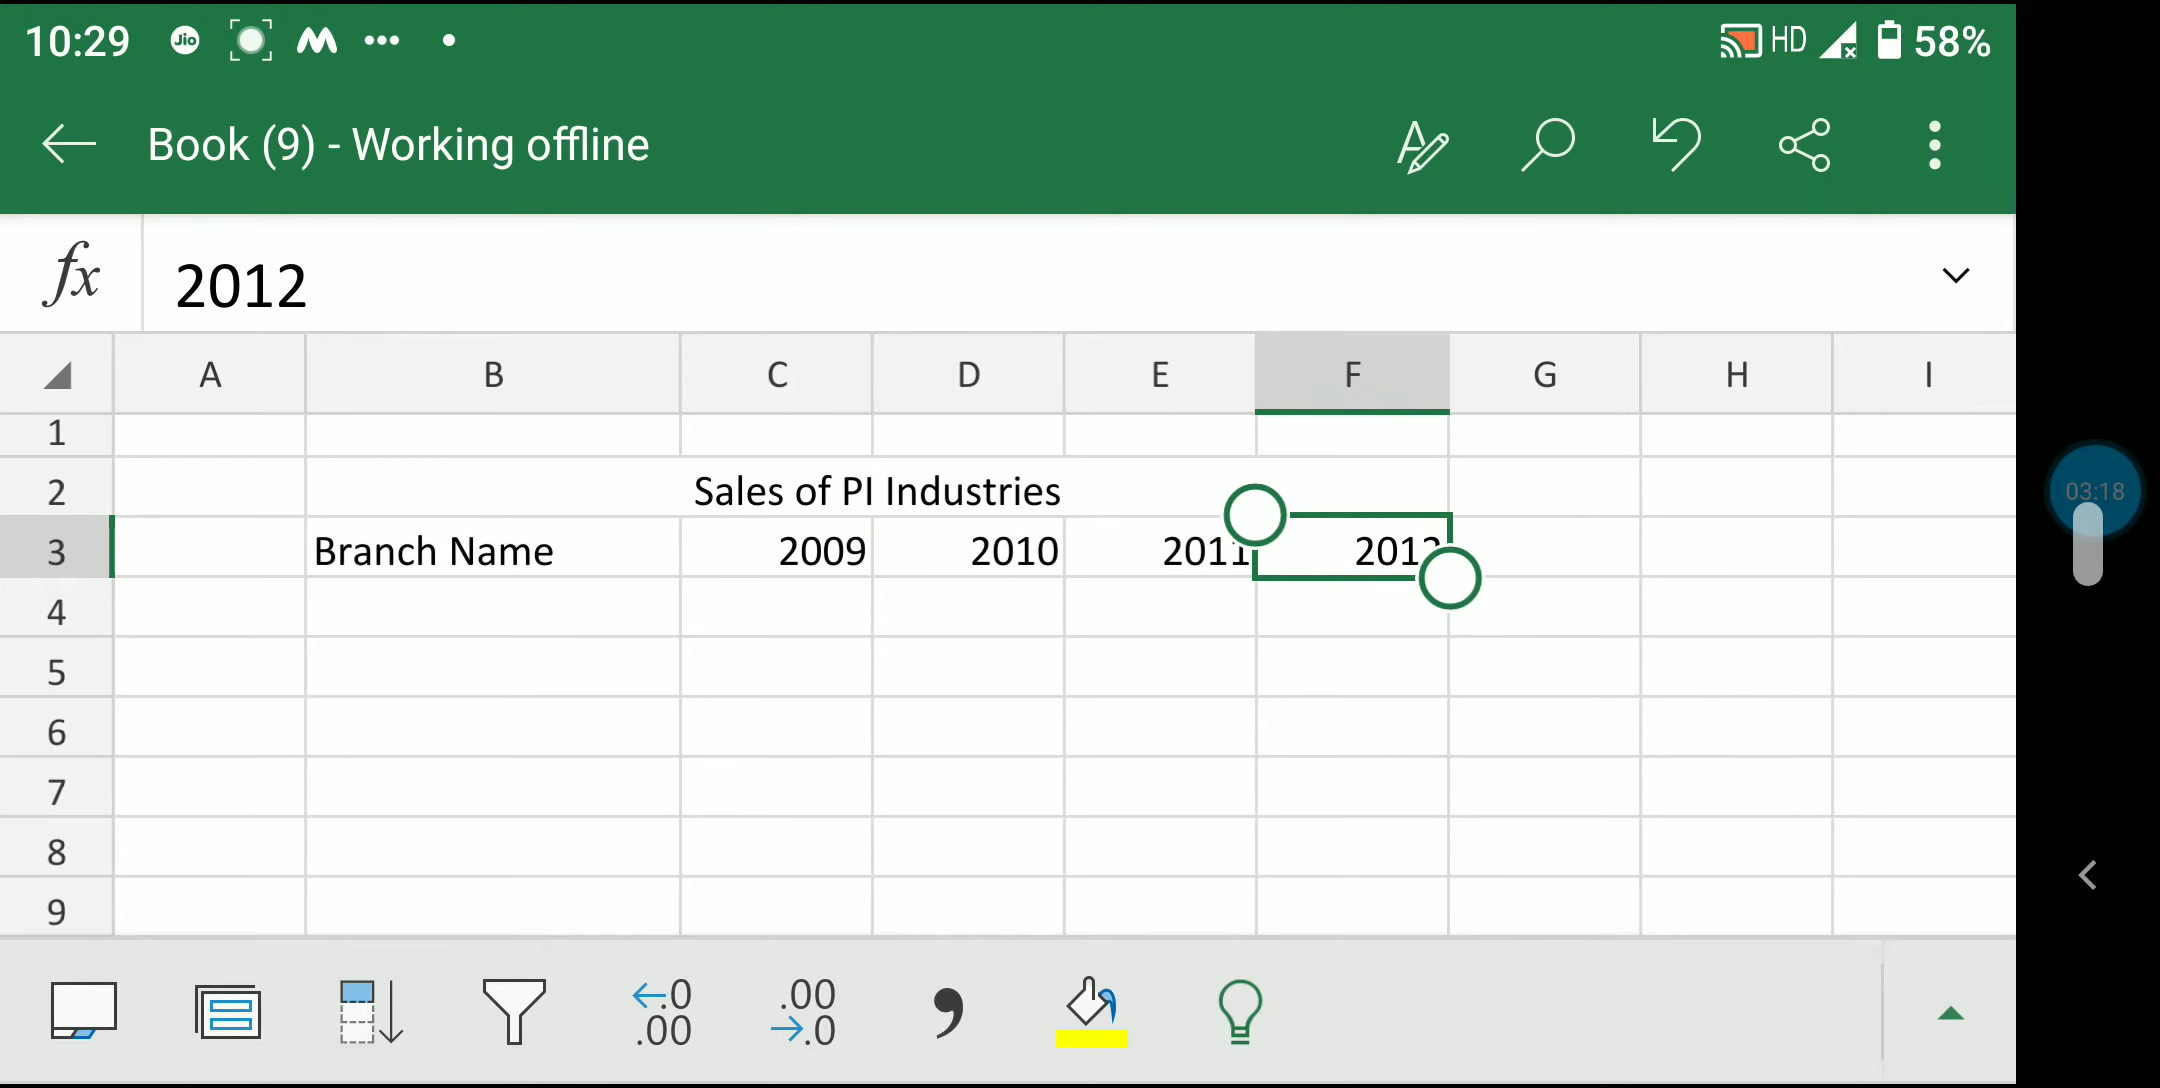 10:29 Jio HD 58%
Book (9) - Working offline
fx 2012
A B C D E F G H I
1
2 Sales of PI Industries
3 Branch Name 2009 2010 2011 2012
4
5
6
7
8
9
03:18
←.0 .00
.00 →.0